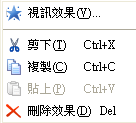 視訊效果(V)...
剪下(T) Ctrl+X
複製(C) Ctrl+C
貼上(P) Ctrl+V
刪除效果(D) Del